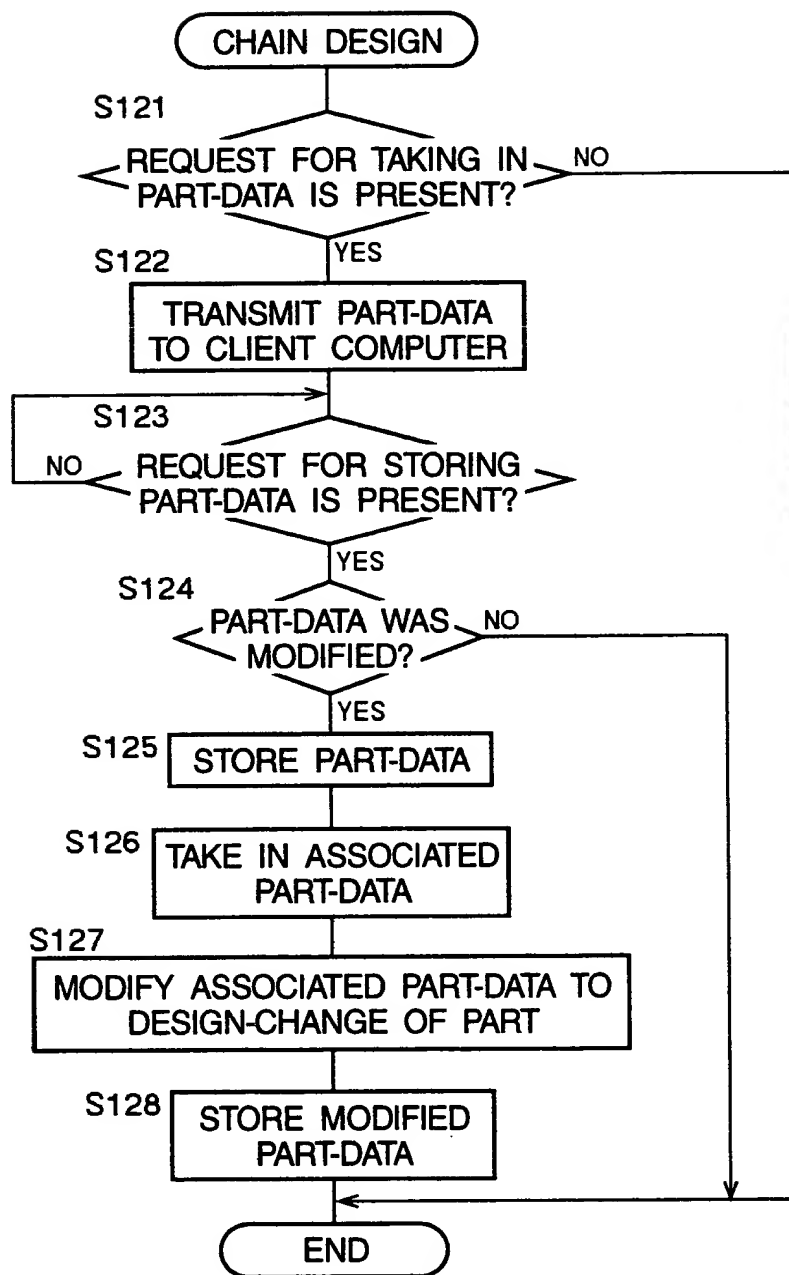 CHAIN DESIGN
S121
REQUEST FOR TAKING IN
PART-DATA IS PRESENT?
NO
YES
S122
TRANSMIT PART-DATA
TO CLIENT COMPUTER
S123
NO
REQUEST FOR STORING
PART-DATA IS PRESENT?
YES
S124
PART-DATA WAS
MODIFIED?
NO
YES
S125
STORE PART-DATA
S126
TAKE IN ASSOCIATED
PART-DATA
S127
MODIFY ASSOCIATED PART-DATA TO
DESIGN-CHANGE OF PART
S128
STORE MODIFIED
PART-DATA
END